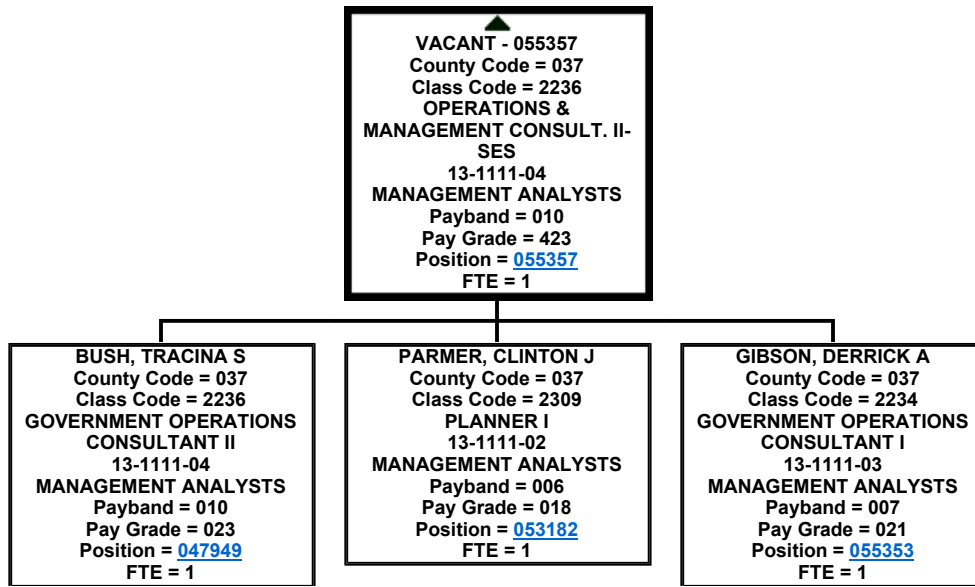 VACANT - 055357
County Code = 037
Class Code = 2236
OPERATIONS &
MANAGEMENT CONSULT. II-
SES
13-1111-04
MANAGEMENT ANALYSTS
Payband = 010
Pay Grade = 423
Position = 055357
FTE = 1
BUSH, TRACINA S
County Code = 037
Class Code = 2236
GOVERNMENT OPERATIONS
CONSULTANT II
13-1111-04
MANAGEMENT ANALYSTS
Payband = 010
Pay Grade = 023
Position = 047949
FTE = 1
PARMER, CLINTON J
County Code = 037
Class Code = 2309
PLANNER I
13-1111-02
MANAGEMENT ANALYSTS
Payband = 006
Pay Grade = 018
Position = 053182
FTE = 1
GIBSON, DERRICK A
County Code = 037
Class Code = 2234
GOVERNMENT OPERATIONS
CONSULTANT I
13-1111-03
MANAGEMENT ANALYSTS
Payband = 007
Pay Grade = 021
Position = 055353
FTE = 1